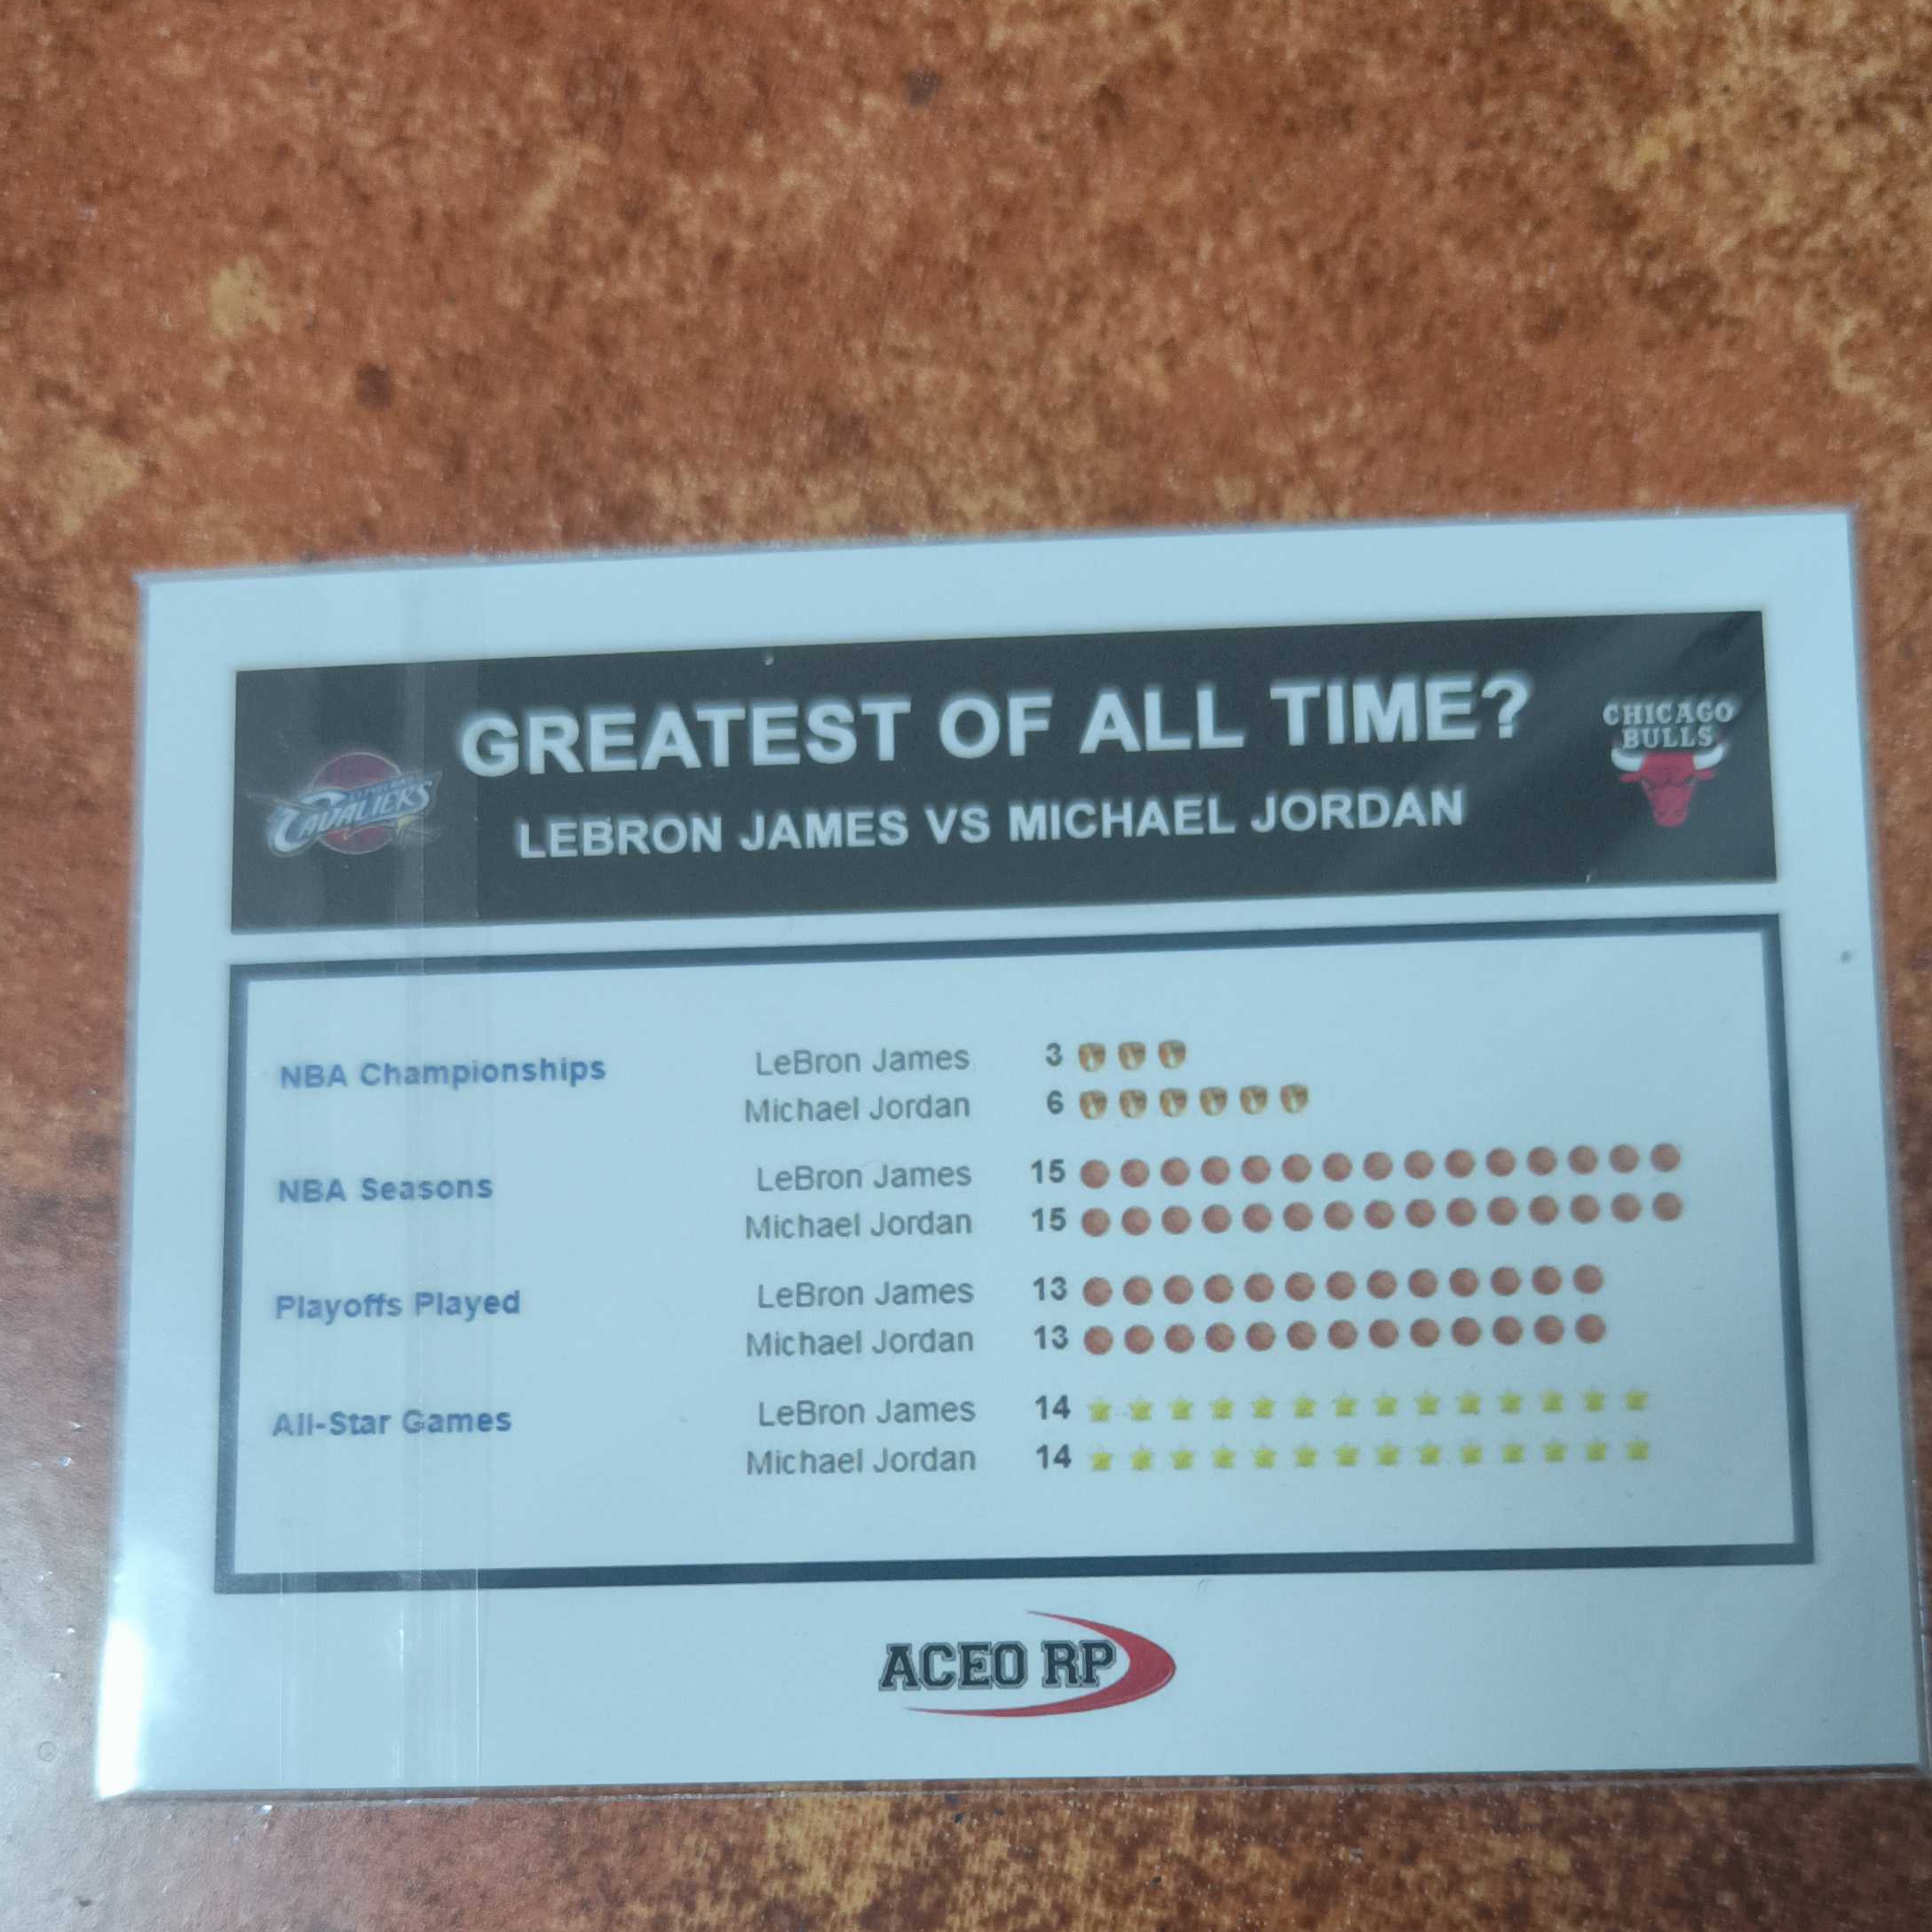 GREATEST OF ALL TIME?
LEBRON JAMES VS MICHAEL JORDAN
CAVALIERS
CHICAGO
BULLS
NBA Championships
LeBron James 3
Michael Jordan 6
NBA Seasons
LeBron James 15
Michael Jordan 15
Playoffs Played
LeBron James 13
Michael Jordan 13
All-Star Games
LeBron James 14
Michael Jordan 14
ACEO RP